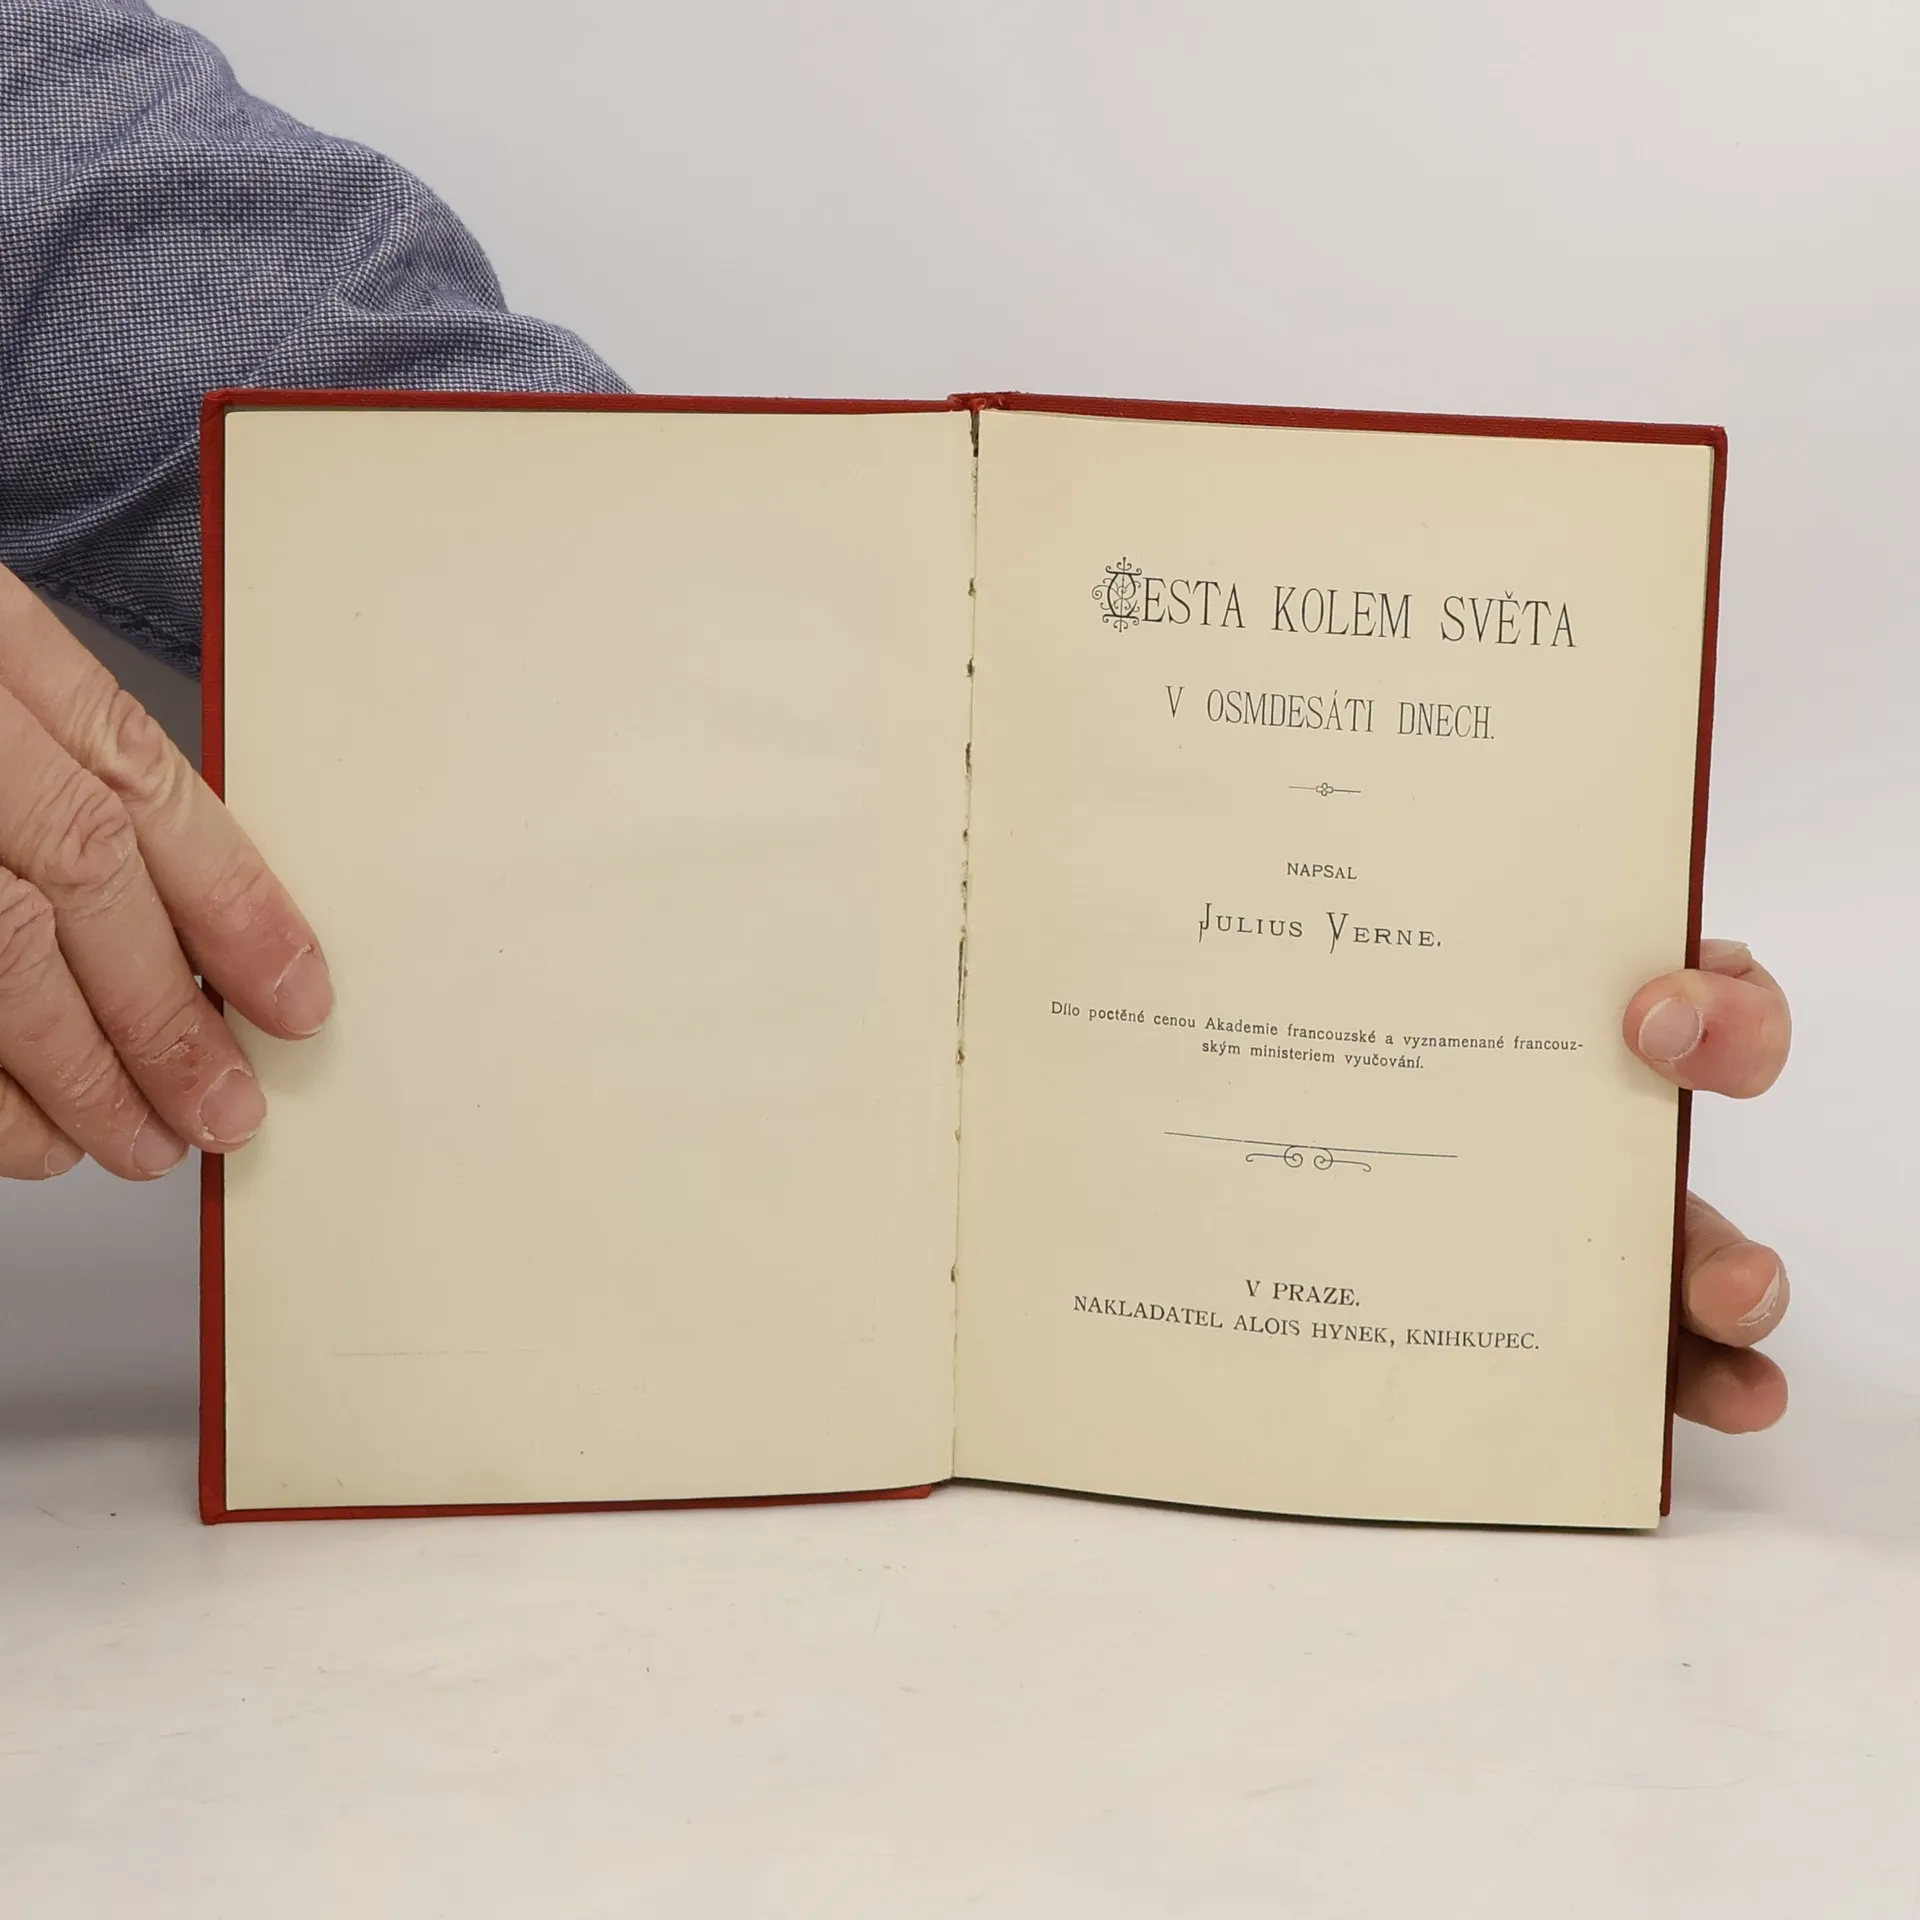 CESTA KOLEM SVĚTA
V OSMDESÁTI DNECH.
NAPSAL
JULIUS VERNE.
Dílo poctěné cenou Akademie francouzské a vyznamenané francouz-
ským ministeriem vyučování.
V PRAZE.
NAKLADATEL ALOIS HYNEK, KNIHKUPEC.